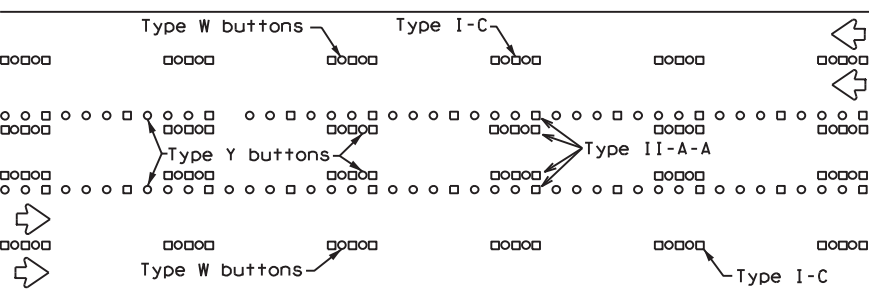 Type W buttons
Type I-C
Type Y buttons
Type II-A-A
Type W buttons
Type I-C